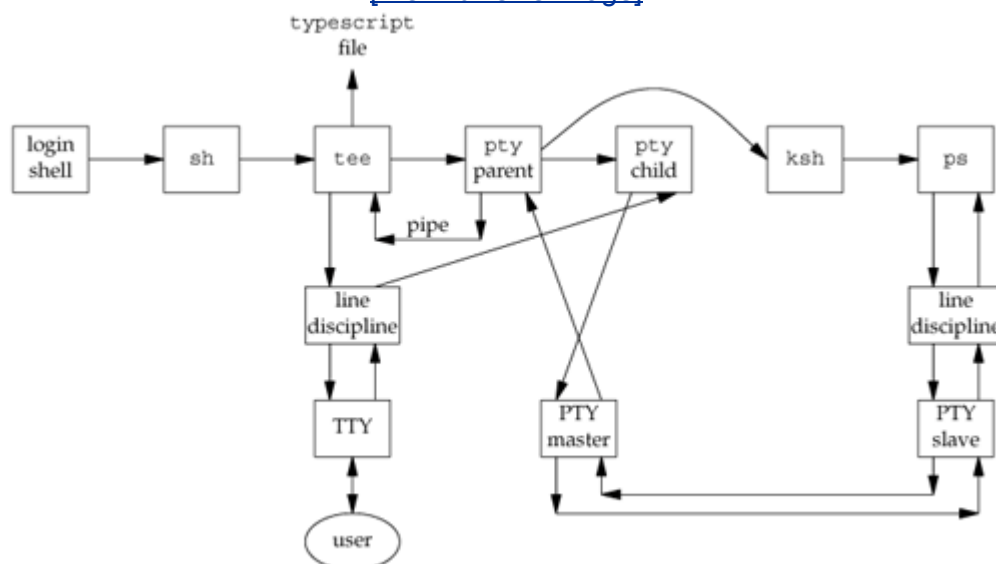 typescript
file
login
shell
sh
tee
pty
parent
pty
child
ksh
ps
pipe
line
discipline
line
discipline
TTY
PTY
master
PTY
slave
user